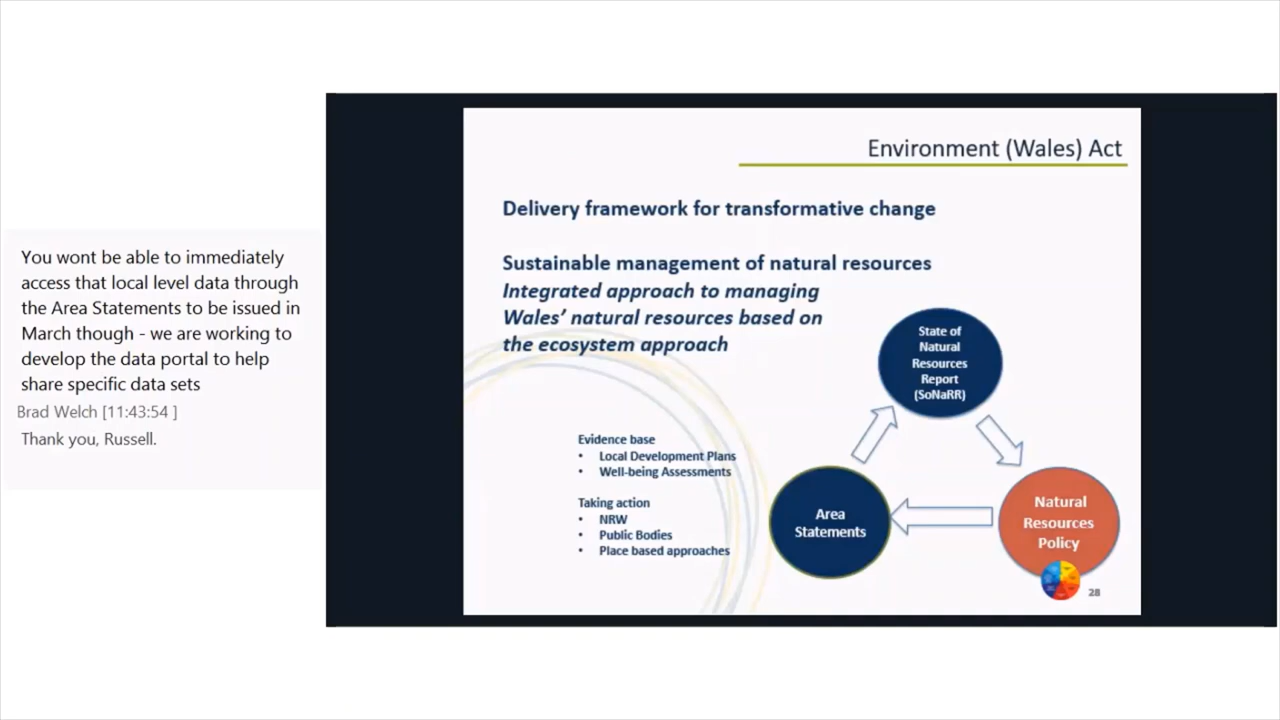 You wont be able to immediately
access that local level data through
the Area Statements to be issued in
March though - we are working to
develop the data portal to help
share specific data sets
Brad Welch [11:43:54 ]
Thank you, Russell.
Environment (Wales) Act
Delivery framework for transformative change
Sustainable management of natural resources
Integrated approach to managing
Wales’ natural resources based on
the ecosystem approach
State of
Natural
Resources
Report
(SoNaRR)
Evidence base
• Local Development Plans
• Well-being Assessments
Taking action
• NRW
• Public Bodies
• Place based approaches
Area
Statements
Natural
Resources
Policy
28